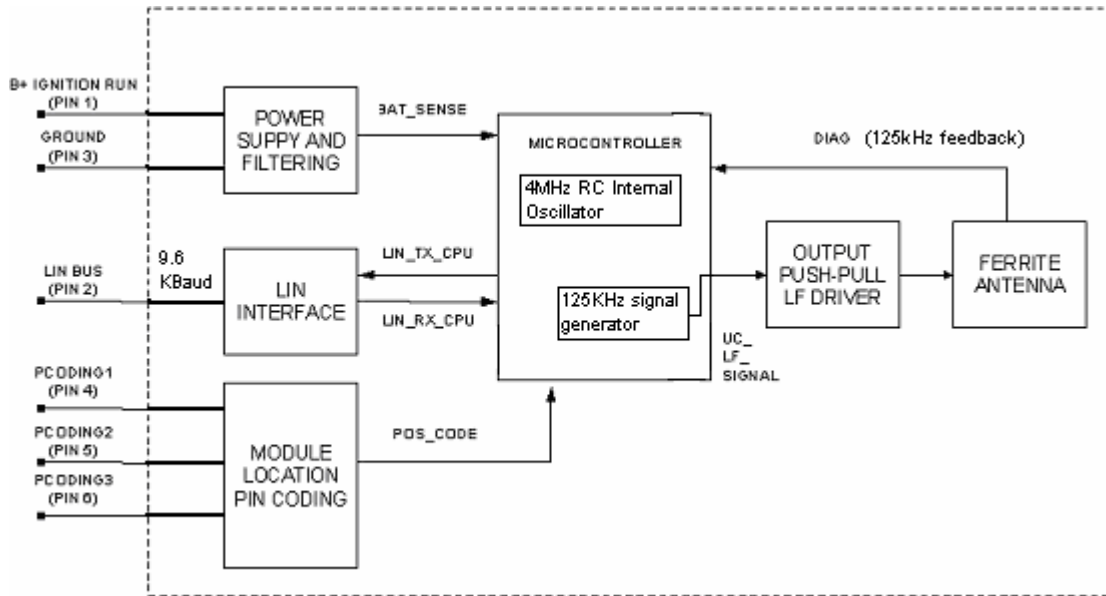 B+ IGNITION RUN
(PIN 1)
GROUND
(PIN 3)
POWER
SUPPY AND
FILTERING
BAT_SENSE
MICROCONTROLLER
4MHz RC Internal
Oscillator
125KHz signal
generator
DIAG (125kHz feedback)
OUTPUT
PUSH-PULL
LF DRIVER
FERRITE
ANTENNA
UC_
LF_
SIGNAL
LIN BUS
(PIN 2)
9.6
KBaud
LIN
INTERFACE
LIN_TX_CPU
LIN_RX_CPU
PCODING1
(PIN 4)
PCODING2
(PIN 5)
PCODING3
(PIN 6)
MODULE
LOCATION
PIN CODING
POS_CODE